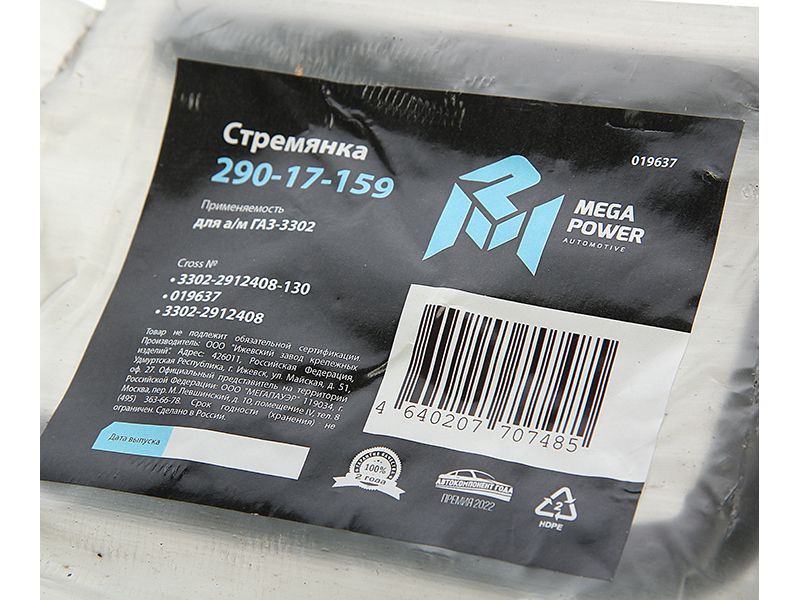 Стремянка
290-17-159
Применяемость
для а/м ГАЗ-3302
Cross №
• 3302-2912408-130
• 019637
• 3302-2912408
Товар не подлежит обязательной сертификации.
Производитель: ООО "Ижевский завод крепежных
изделий". Адрес: 426011, Российская Федерация,
Удмуртская Республика, г. Ижевск, ул. Майская, д. 51,
оф. 27. Официальный представитель на территории
Российской Федерации: ООО "МЕГАПАУЭР" 119034, г.
Москва, пер. М. Левшинский, д. 10, помещение IV, тел. 8
(495) 363-66-78. Срок годности (хранения) не
ограничен. Сделано в России.
Дата выпуска
019637
MEGA
POWER
AUTOMOTIVE
4 640207 707485
100%
2 года
АВТОКОМПОНЕНТ ГОДА
ПРЕМИЯ 2022
2
HDPE